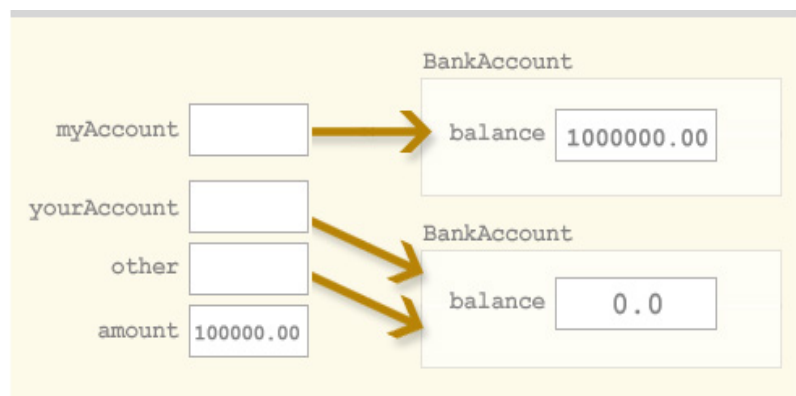 BankAccount
myAccount
balance 1000000.00
yourAccount
BankAccount
other
balance 0.0
amount 100000.00